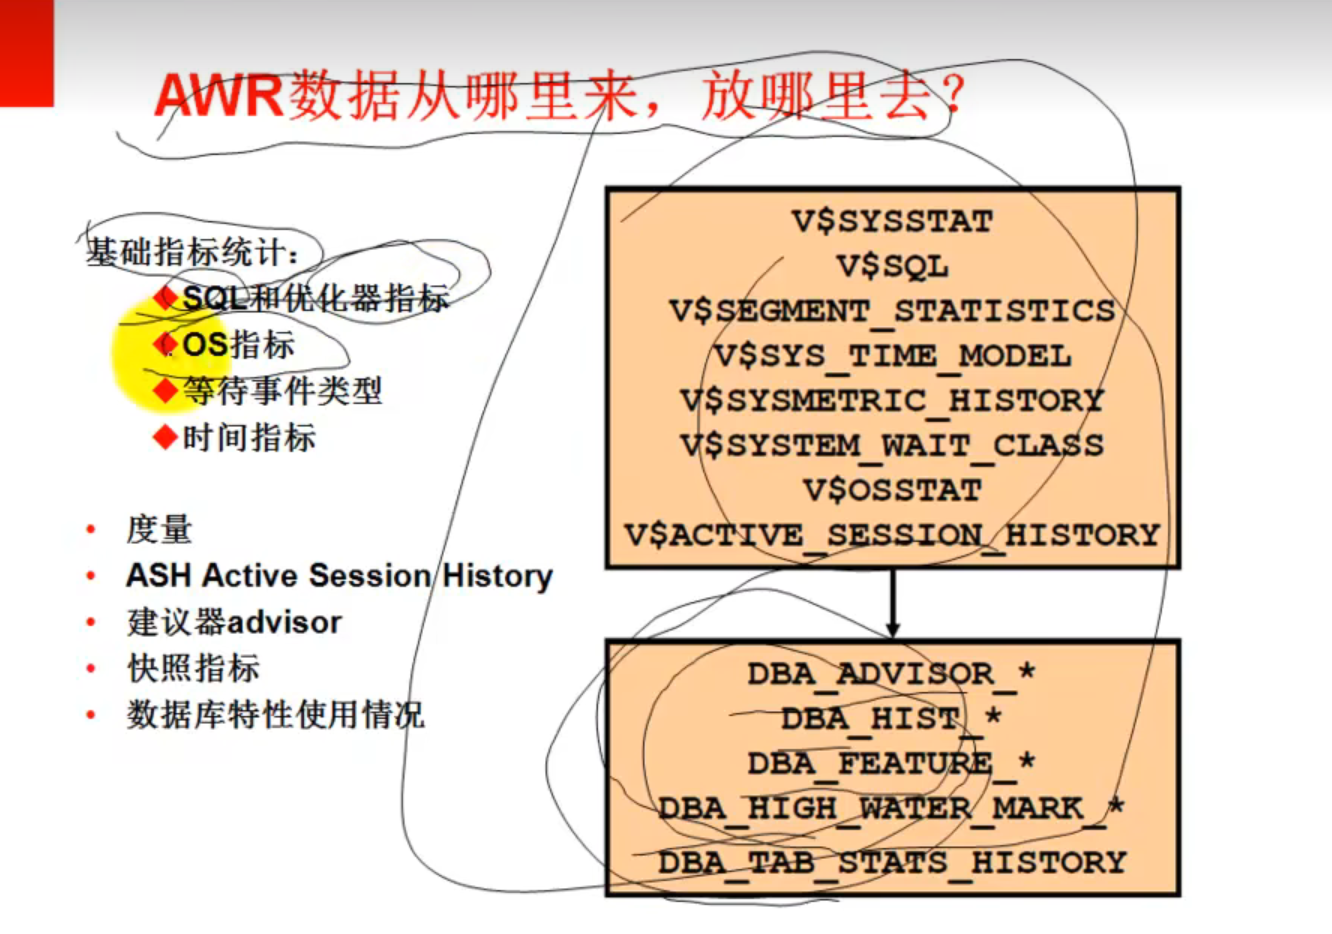 AWR数据从哪里来，放哪里去？
基础指标统计：
SQL和优化器指标
OS指标
等待事件类型
时间指标
度量
ASH Active Session History
建议器advisor
快照指标
数据库特性使用情况
V$SYSSTAT
V$SQL
V$SEGMENT_STATISTICS
V$SYS_TIME_MODEL
V$SYSMETRIC_HISTORY
V$SYSTEM_WAIT_CLASS
V$OSSTAT
V$ACTIVE_SESSION_HISTORY
DBA_ADVISOR_*
DBA_HIST_*
DBA_FEATURE_*
DBA_HIGH_WATER_MARK_*
DBA_TAB_STATS_HISTORY